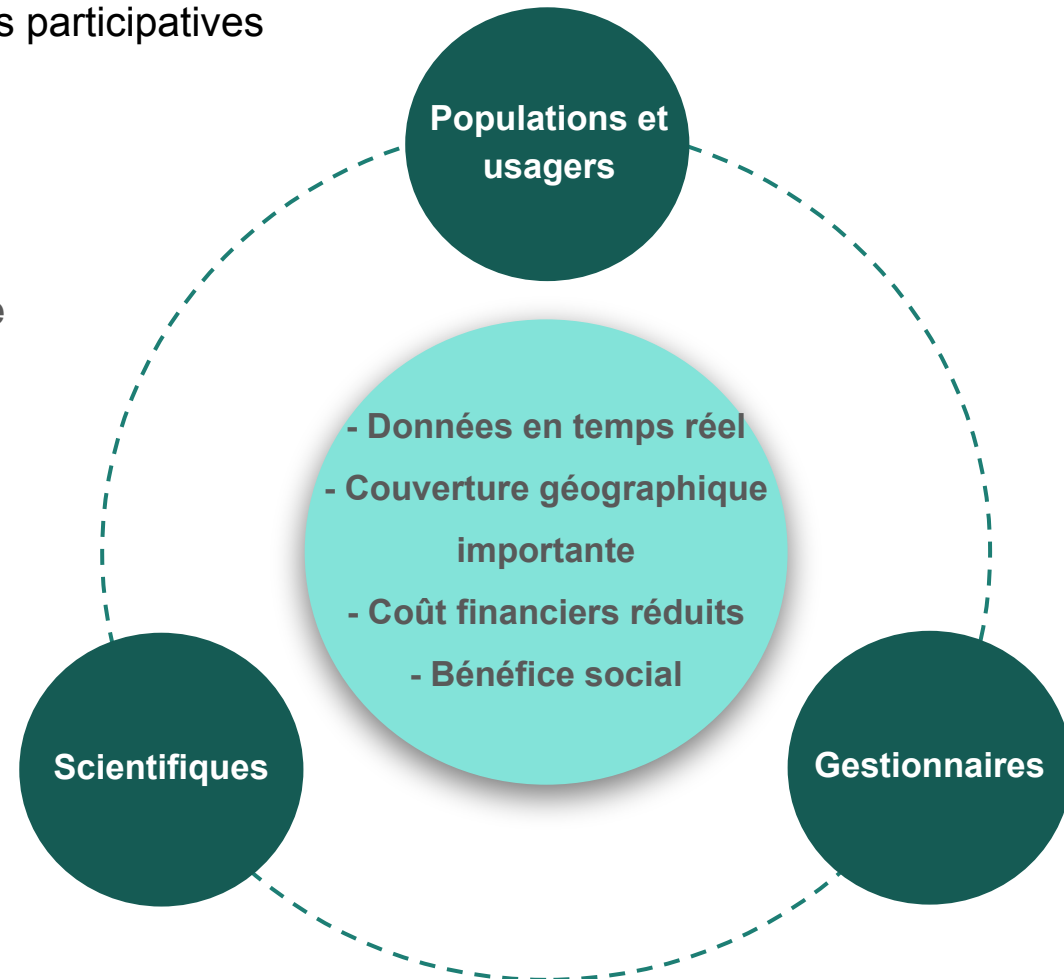 s participatives
Populations et
usagers
e
- Données en temps réel
- Couverture géographique
importante
- Coût financiers réduits
- Bénéfice social
Scientifiques
Gestionnaires